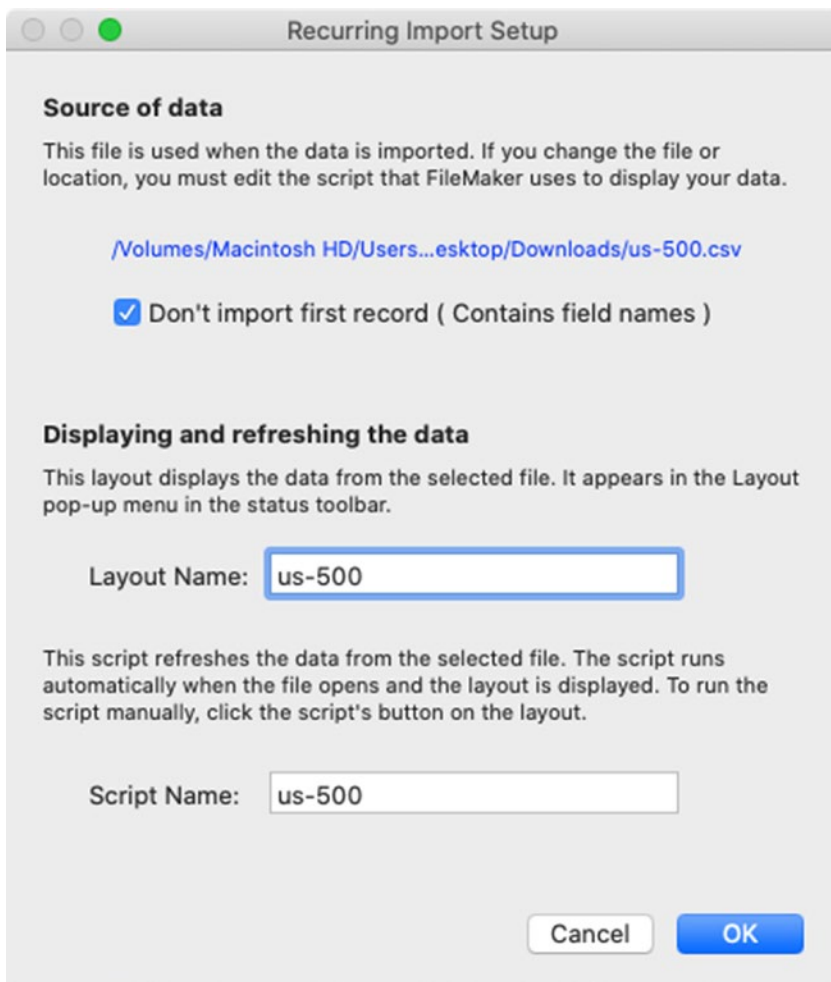 Recurring Import Setup
Source of data
This file is used when the data is imported. If you change the file or
location, you must edit the script that FileMaker uses to display your data.
/Volumes/Macintosh HD/Users...esktop/Downloads/us-500.csv
Don't import first record ( Contains field names )
Displaying and refreshing the data
This layout displays the data from the selected file. It appears in the Layout
pop-up menu in the status toolbar.
Layout Name: us-500
This script refreshes the data from the selected file. The script runs
automatically when the file opens and the layout is displayed. To run the
script manually, click the script's button on the layout.
Script Name: us-500
Cancel OK